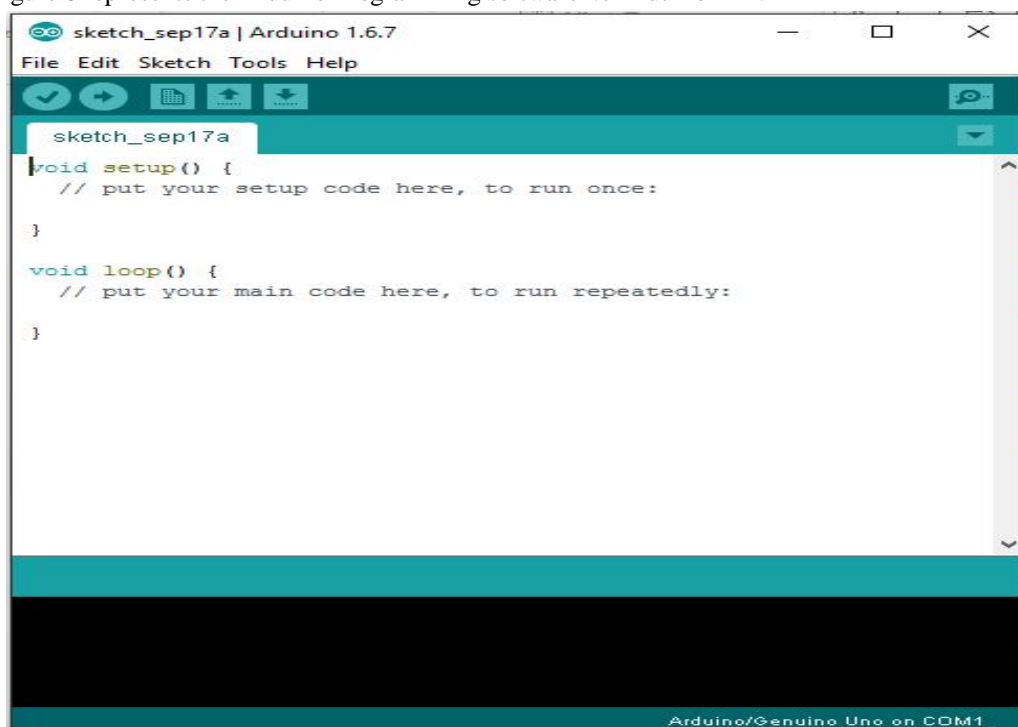 sketch_sep17a | Arduino 1.6.7
File Edit Sketch Tools Help
sketch_sep17a
void setup() {
// put your setup code here, to run once:
}
void loop() {
// put your main code here, to run repeatedly:
}
Arduino/Genuino Uno on COM1